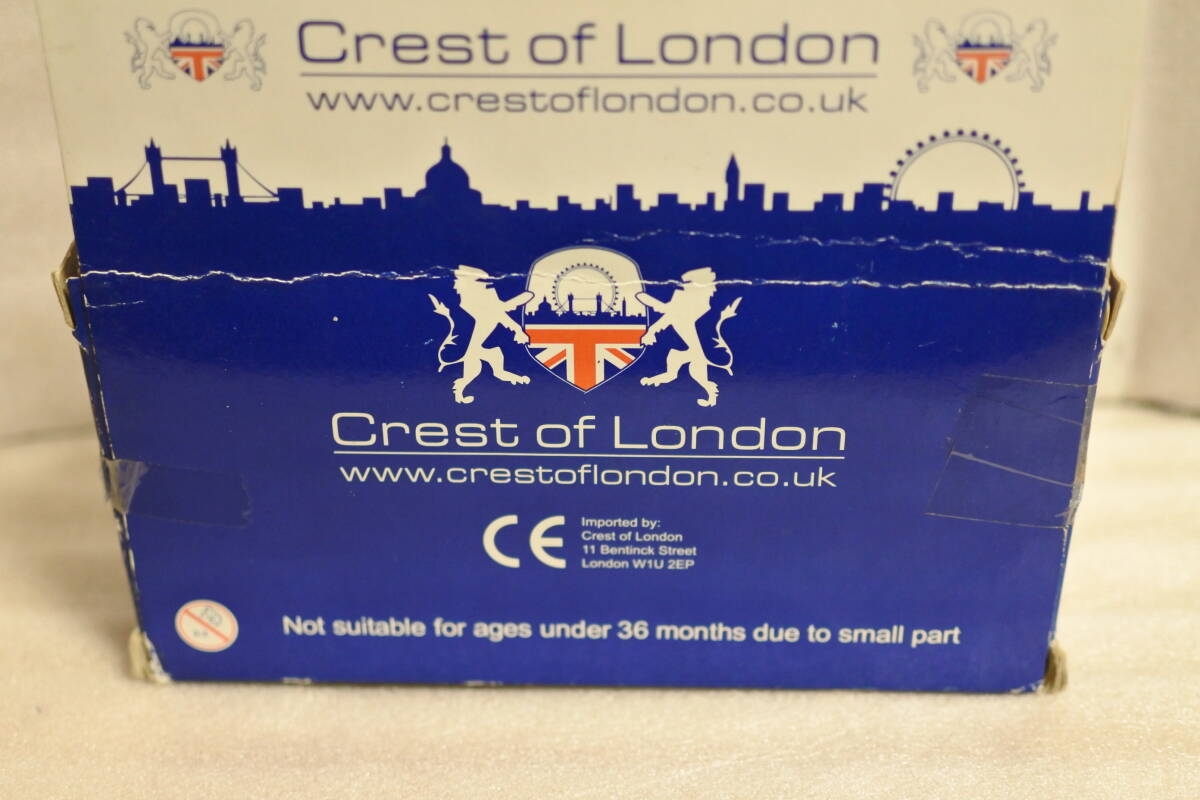 Crest of London
www.crestoflondon.co.uk
Crest of London
www.crestoflondon.co.uk
CE
Imported by:
Crest of London
11 Bentinck Street
London W1U 2EP
Not suitable for ages under 36 months due to small part